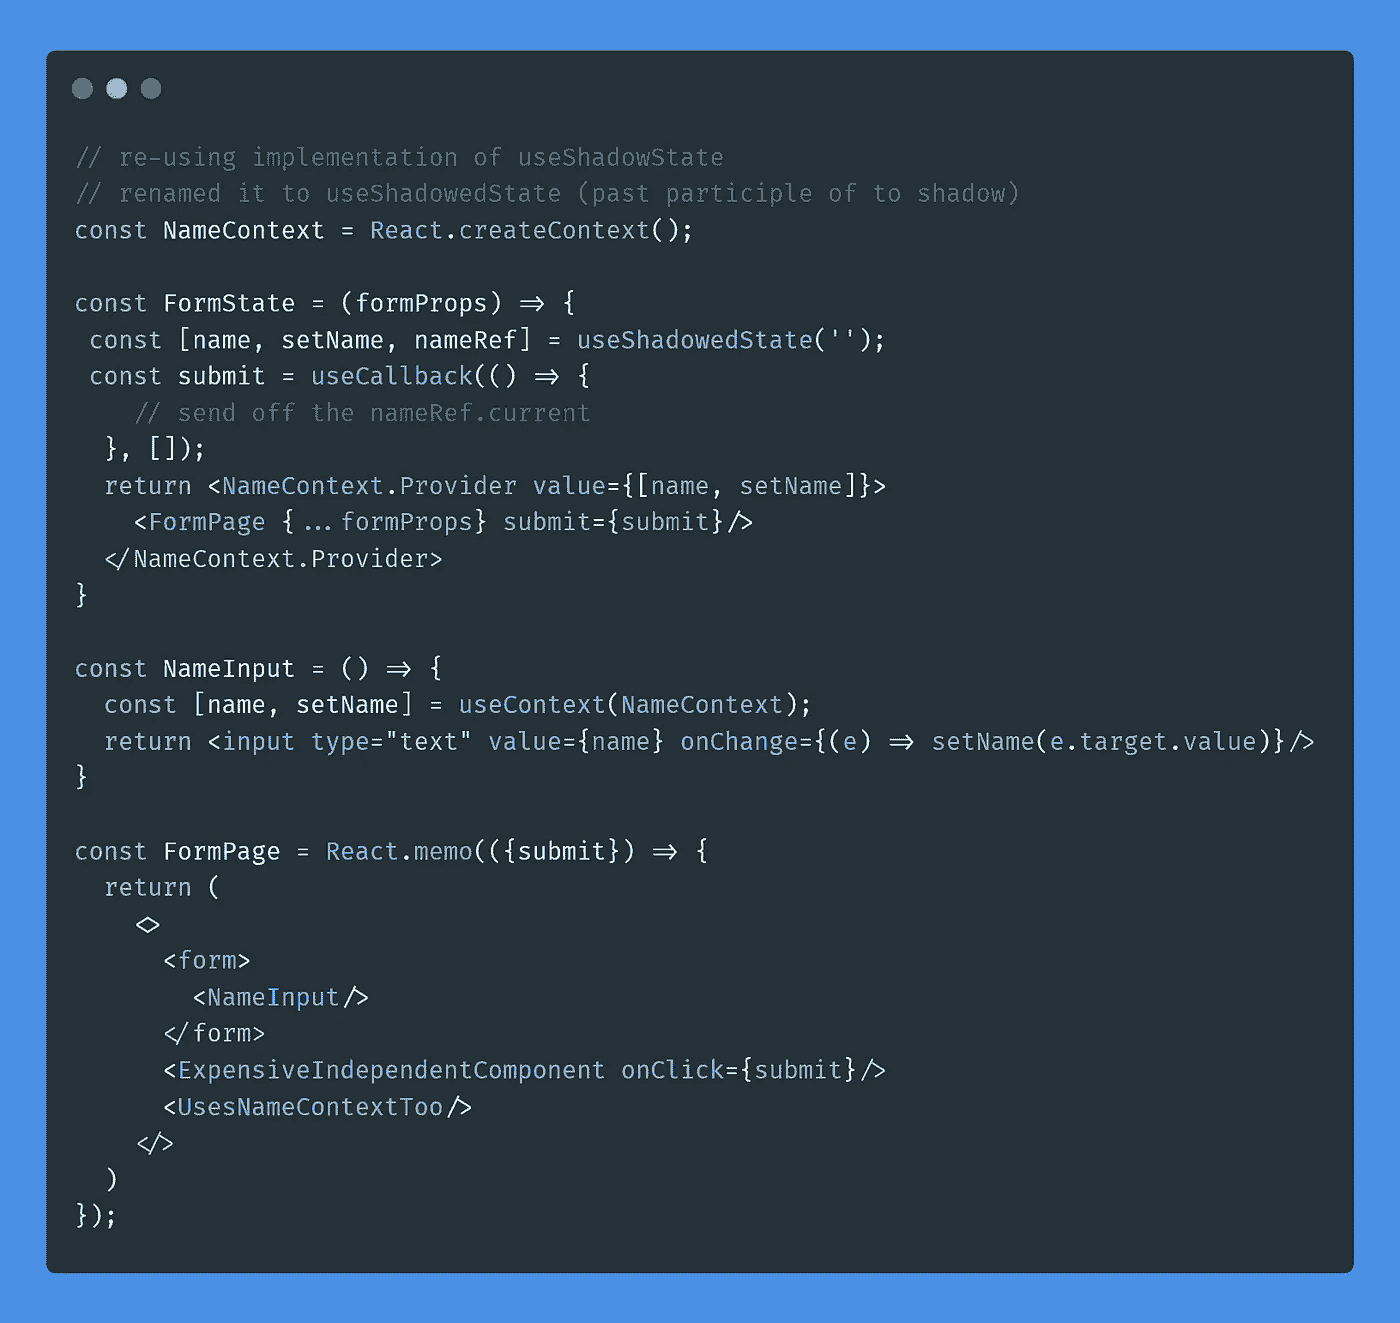 // re-using implementation of useShadowState
// renamed it to useShadowedState (past participle of to shadow)
const NameContext = React.createContext();

const FormState = (formProps) => {
 const [name, setName, nameRef] = useShadowedState('');
 const submit = useCallback(() => {
    // send off the nameRef.current
  }, []);
  return <NameContext.Provider value={[name, setName]}>
    <FormPage {...formProps} submit={submit}/>
  </NameContext.Provider>
}

const NameInput = () => {
  const [name, setName] = useContext(NameContext);
  return <input type="text" value={name} onChange={(e) => setName(e.target.value)}/>
}

const FormPage = React.memo(({submit}) => {
  return (
    <>
      <form>
        <NameInput/>
      </form>
      <ExpensiveIndependentComponent onClick={submit}/>
      <UsesNameContextToo/>
    </>
  )
});